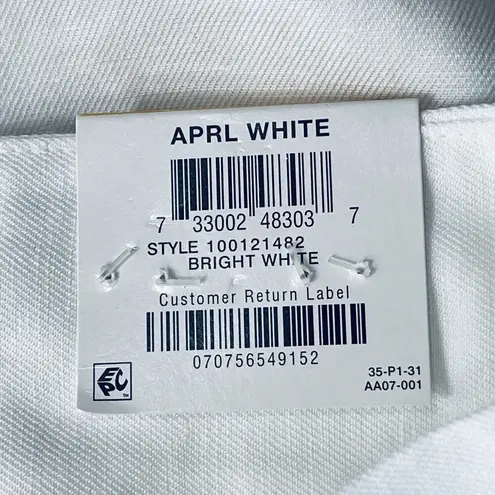 APRL WHITE
7 33002 48303 7
STYLE 100121482
BRIGHT WHITE
Customer Return Label
070756549152
EPC™
35-P1-31
AA07-001